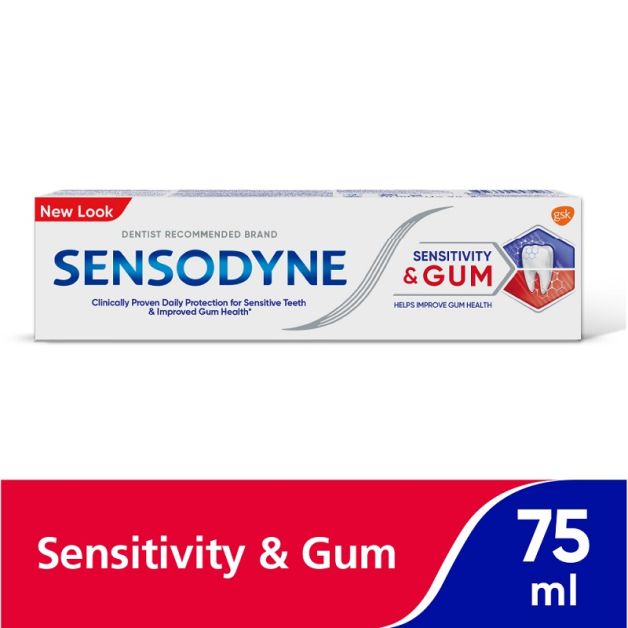 New Look
DENTIST RECOMMENDED BRAND
SENSODYNE
Clinically Proven Daily Protection for Sensitive Teeth
& Improved Gum Health*
SENSITIVITY
& GUM
HELPS IMPROVE GUM HEALTH
gsk
Sensitivity & Gum
75
ml